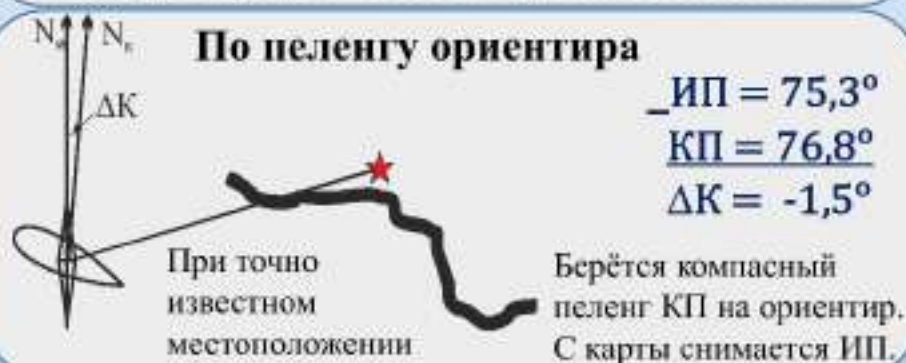 По пеленгу ориентира
Nи Nк
ΔК
_ИП = 75,3°
КП = 76,8°
ΔК = -1,5°
При точно
известном
местоположении
Берётся компасный
пеленг КП на ориентир.
С карты снимается ИП.